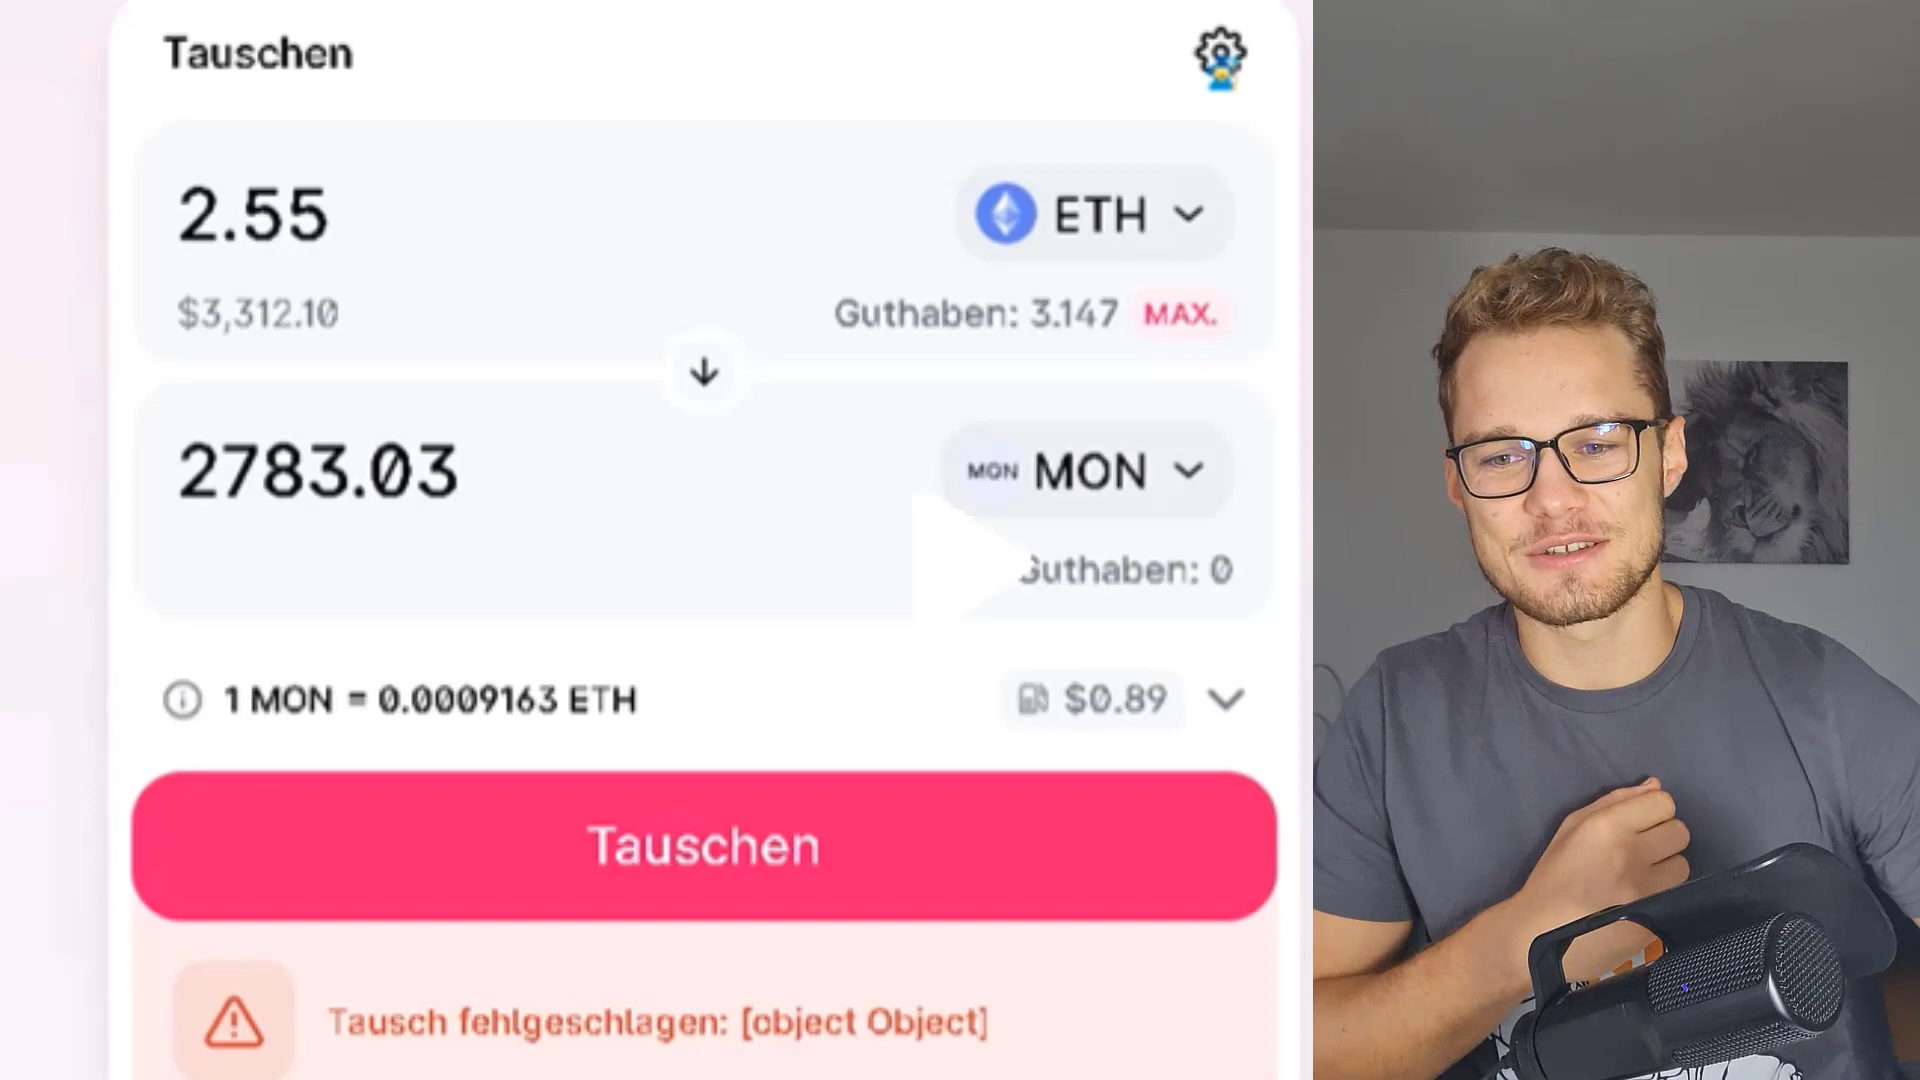 Tauschen
2.55
ETH
$3,312.10
Guthaben: 3.147 MAX.
2783.03
MON MON
Guthaben: 0
1 MON = 0.0009163 ETH
$0.89
Tauschen
Tausch fehlgeschlagen: [object Object]